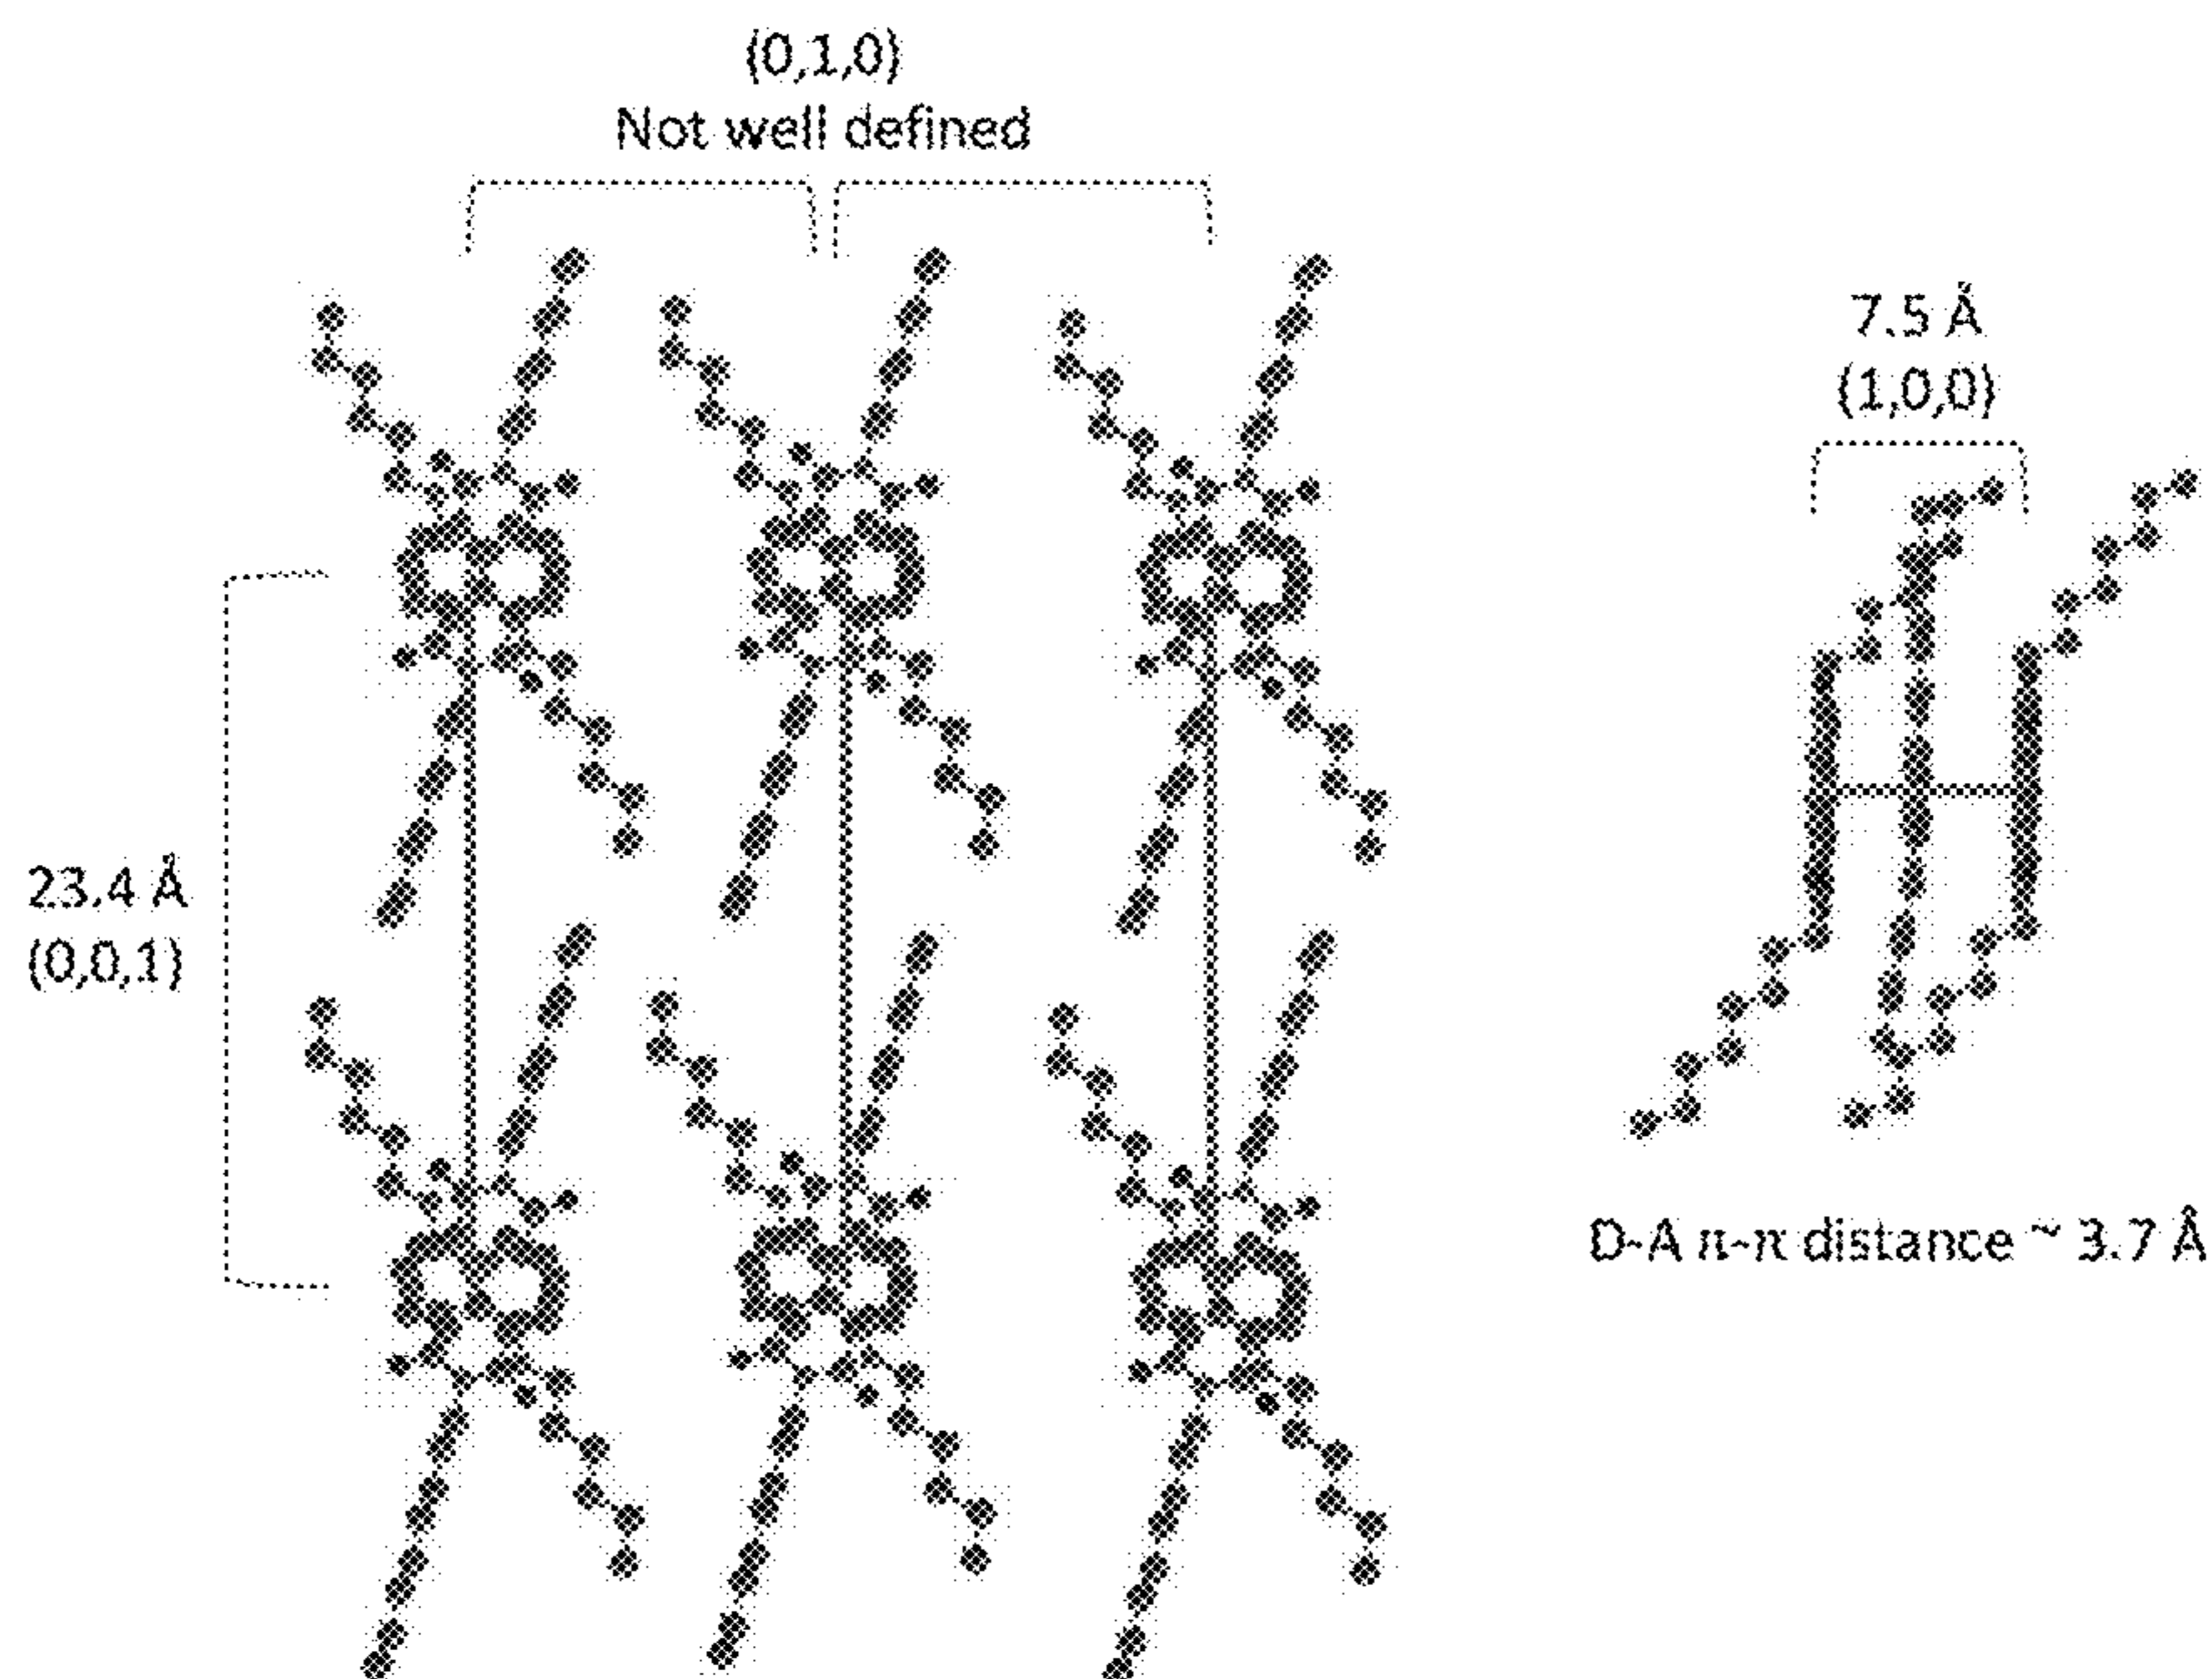 (0,1,0)
Not well defined
7.5 Å
(1,0,0)
23.4 Å
(0,0,1)
D-A π-π distance ~ 3.7 Å